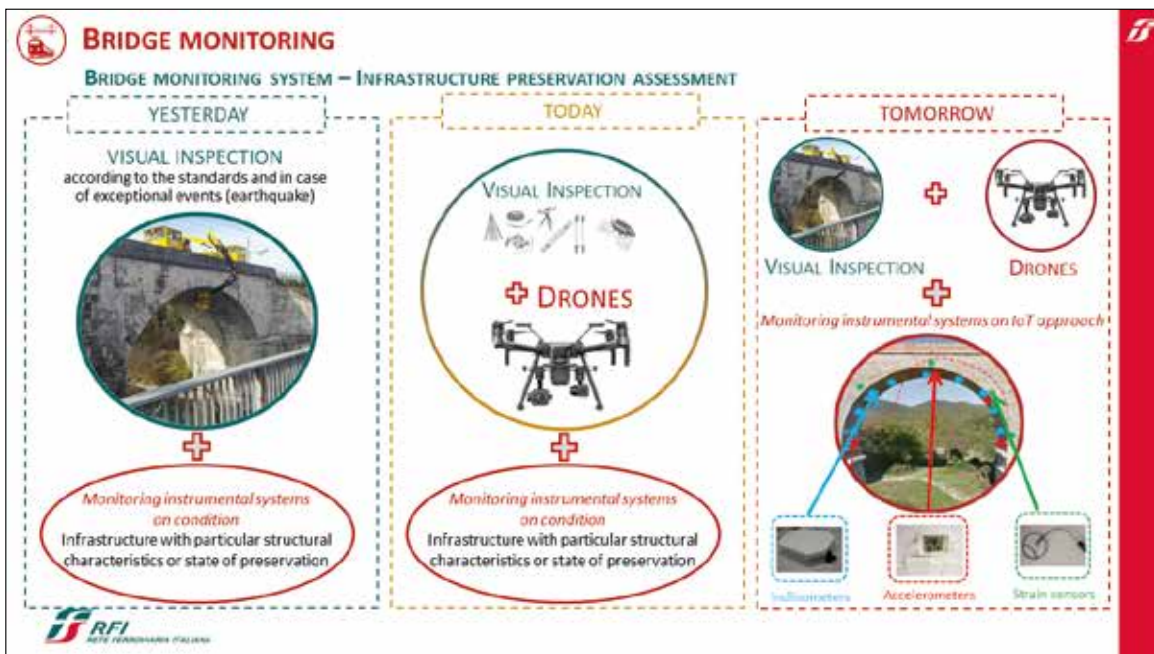 BRIDGE MONITORING
BRIDGE MONITORING SYSTEM – INFRASTRUCTURE PRESERVATION ASSESSMENT
YESTERDAY
VISUAL INSPECTION
according to the standards and in case
of exceptional events (earthquake)
Monitoring instrumental systems
on condition
Infrastructure with particular structural
characteristics or state of preservation
TODAY
VISUAL INSPECTION
DRONES
Monitoring instrumental systems
on condition
Infrastructure with particular structural
characteristics or state of preservation
TOMORROW
VISUAL INSPECTION
DRONES
Monitoring instrumental systems on IoT approach
Inclinometers
Accelerometers
Strain sensors
RFI
RETE FERROVIARIA ITALIANA